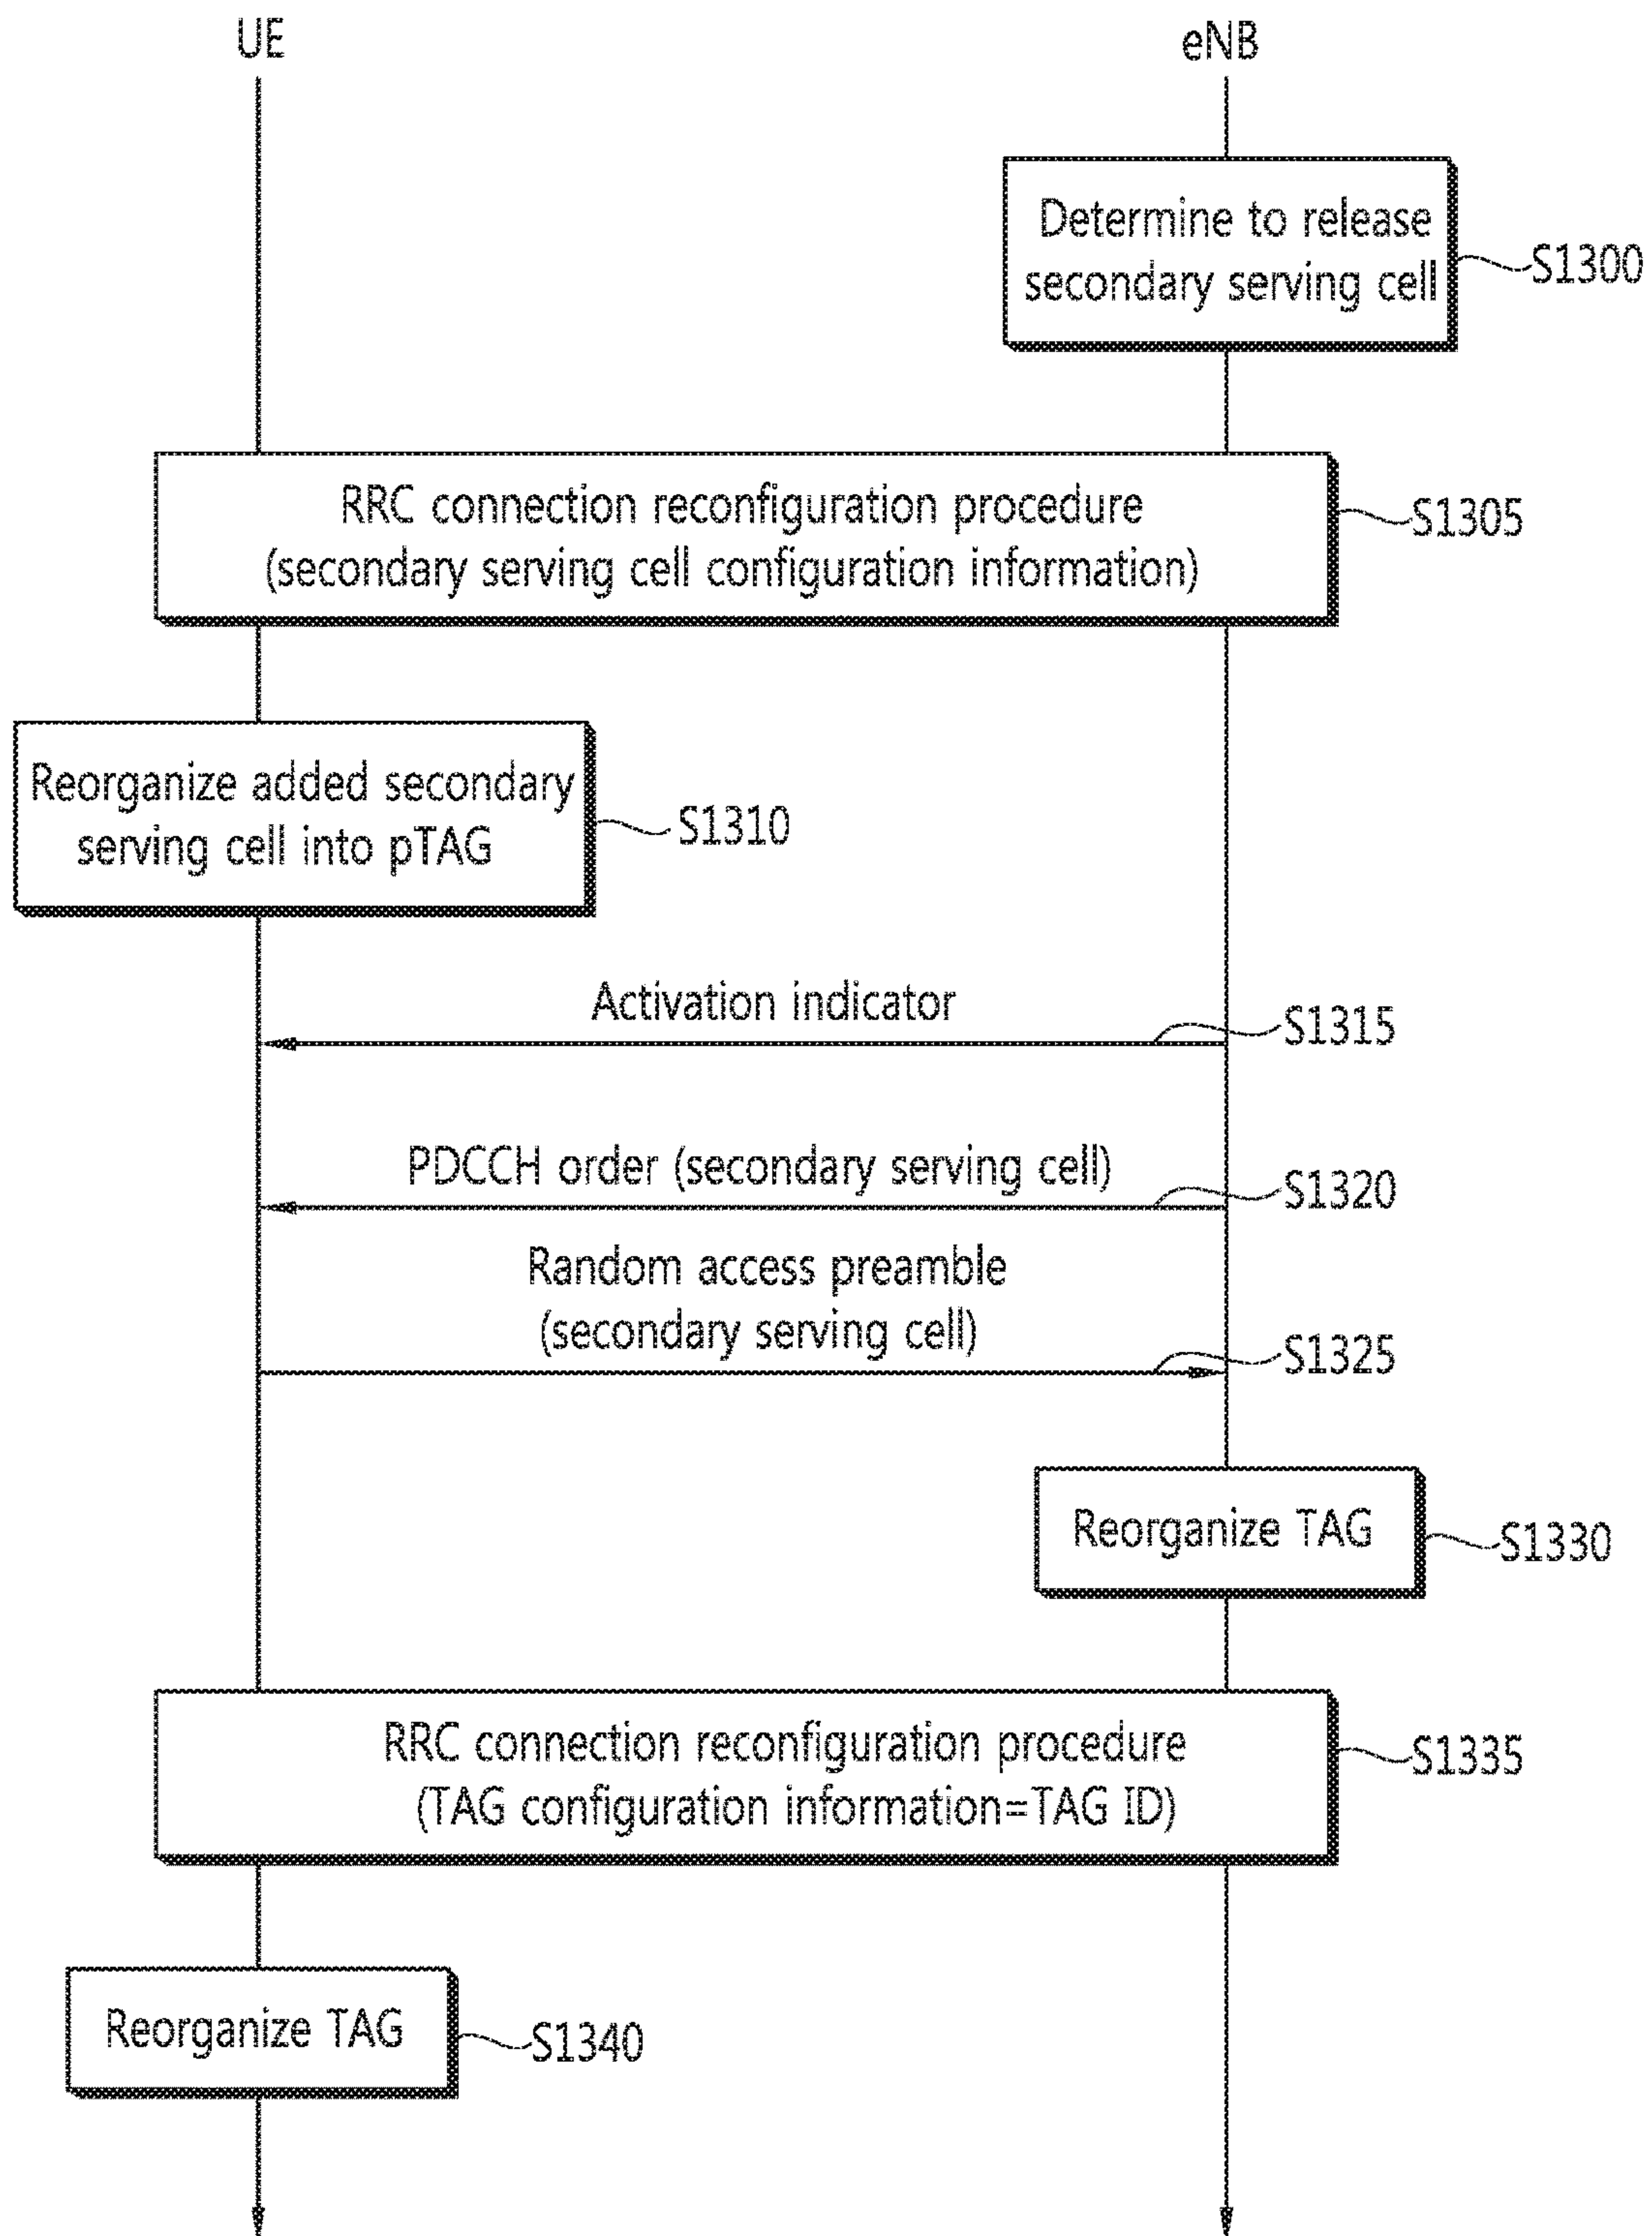 UE
eNB
Determine to release
secondary serving cell
S1300
RRC connection reconfiguration procedure
(secondary serving cell configuration information)
S1305
Reorganize added secondary
serving cell into pTAG
S1310
Activation indicator
S1315
PDCCH order (secondary serving cell)
S1320
Random access preamble
(secondary serving cell)
S1325
Reorganize TAG
S1330
RRC connection reconfiguration procedure
(TAG configuration information=TAG ID)
S1335
Reorganize TAG
S1340